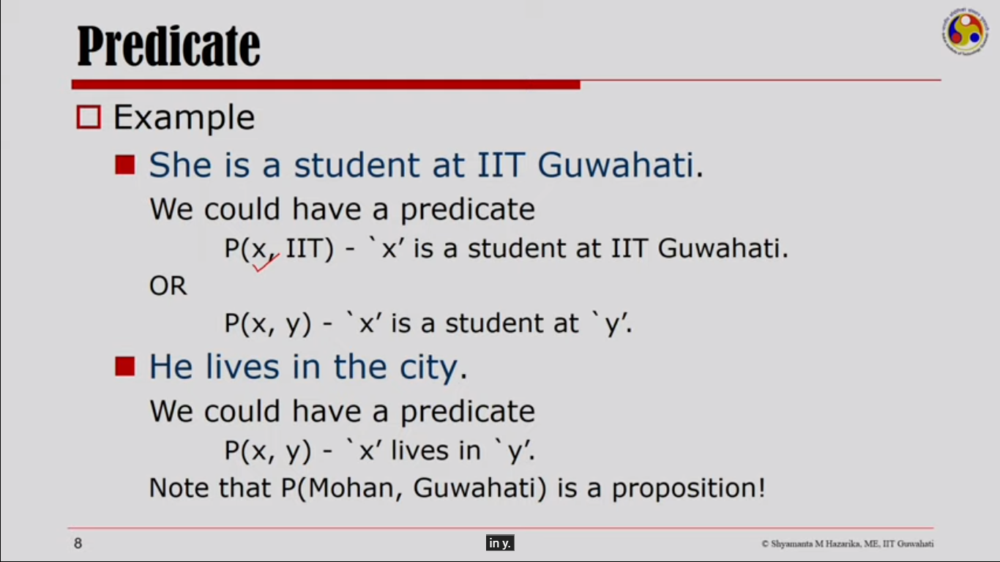 Predicate
Example
She is a student at IIT Guwahati.
We could have a predicate
P(x, IIT) - `x’ is a student at IIT Guwahati.
OR
P(x, y) - `x’ is a student at `y’.
He lives in the city.
We could have a predicate
P(x, y) - `x’ lives in `y’.
Note that P(Mohan, Guwahati) is a proposition!
8
in y.
© Shyamanta M Hazarika, ME, IIT Guwahati